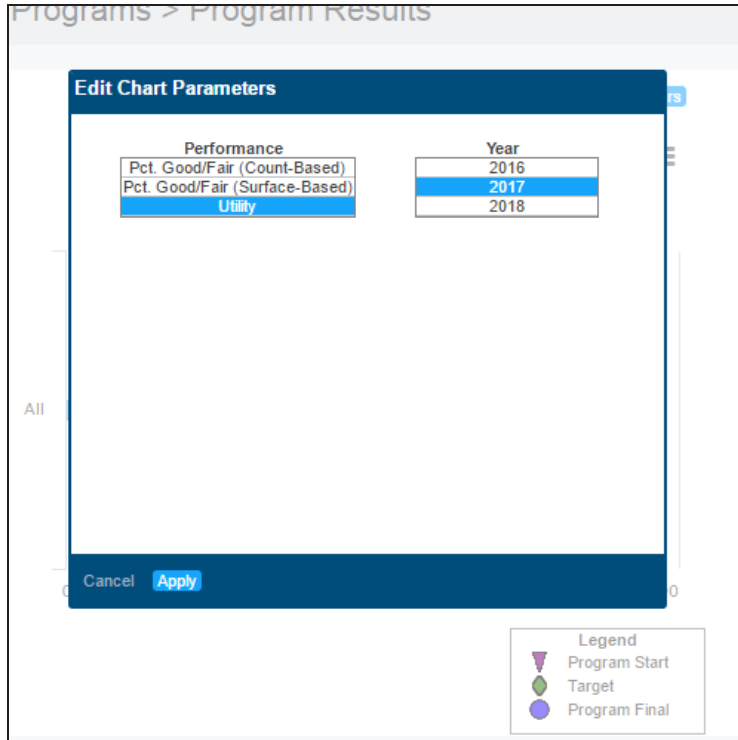 Programs > Program Results
Edit Chart Parameters
rs
Performance Year
Pct. Good/Fair (Count-Based) 2016
Pct. Good/Fair (Surface-Based) 2017
Utility 2018
All
Cancel Apply
0 0
Legend
Program Start
Target
Program Final